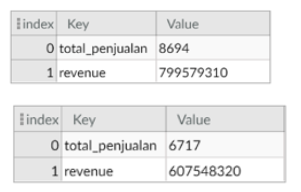 index Key Value
0 total_penjualan 8694
1 revenue 799579310
index Key Value
0 total_penjualan 6717
1 revenue 607548320